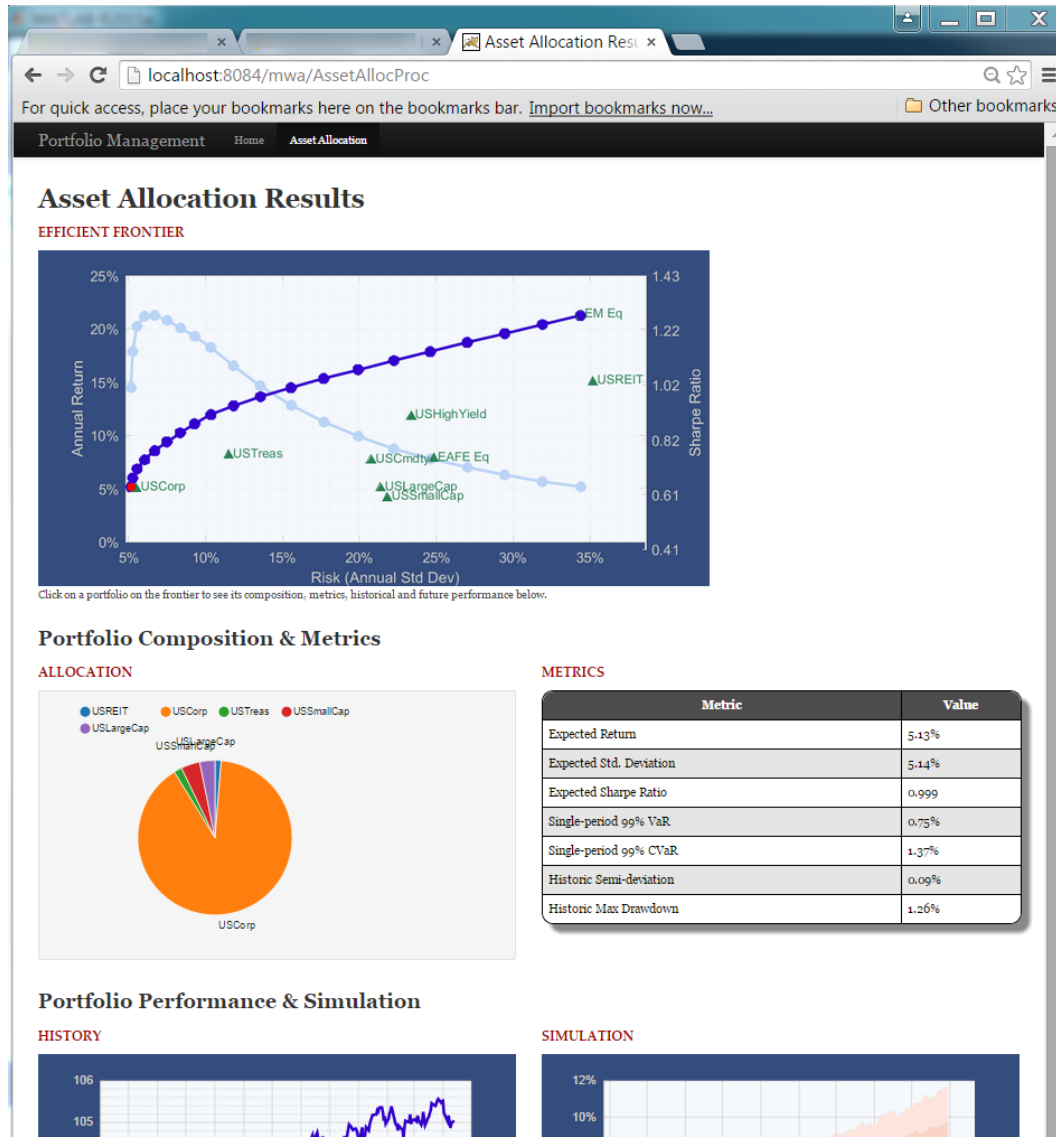 Asset Allocation Resu
localhost:8084/mwa/AssetAllocProc
For quick access, place your bookmarks here on the bookmarks bar. Import bookmarks now... Other bookmarks
Portfolio Management Home Asset Allocation
Asset Allocation Results
EFFICIENT FRONTIER
25% 1.43
EM Eq
20% 1.22
USREIT
15% 1.02
USHighYield
10% 0.82
USTreas USCmdty EAFE Eq
5% USCorp USLargeCap 0.61
USSmallCap
0% 0.41
5% 10% 15% 20% 25% 30% 35%
Annual Return
Sharpe Ratio
Risk (Annual Std Dev)
Click on a portfolio on the frontier to see its composition, metrics, historical and future performance below.
Portfolio Composition & Metrics
ALLOCATION
USREIT USCorp USTreas USSmallCap
USLargeCap
USLargeCap
USSmallCap
USCorp
METRICS
Metric Value
Expected Return 5.13%
Expected Std. Deviation 5.14%
Expected Sharpe Ratio 0.999
Single-period 99% VaR 0.75%
Single-period 99% CVaR 1.37%
Historic Semi-deviation 0.09%
Historic Max Drawdown 1.26%
Portfolio Performance & Simulation
HISTORY
106
105
SIMULATION
12%
10%